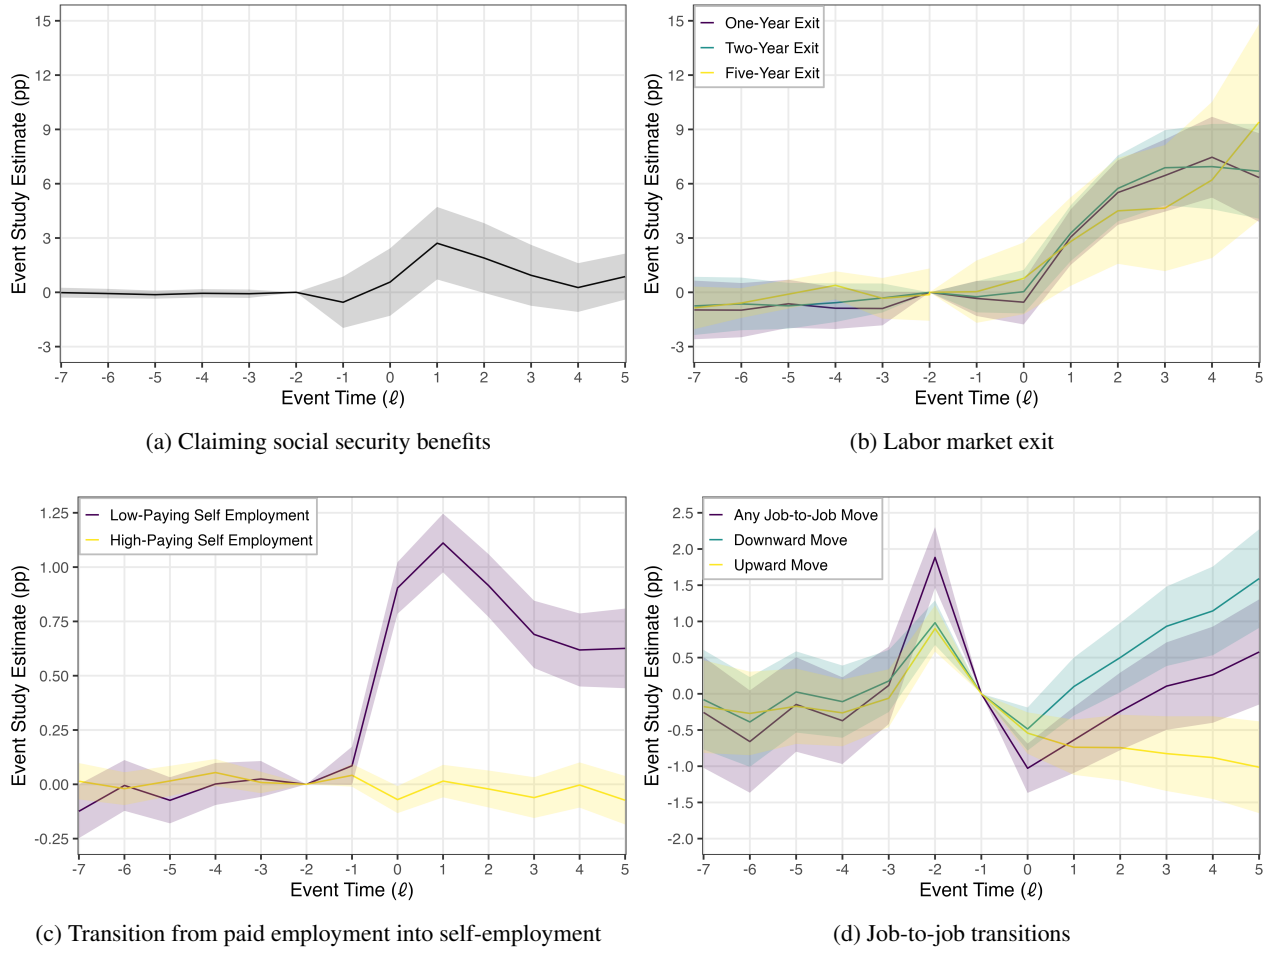 15
12
9
6
3
0
-3
Event Study Estimate (pp)
-7 -6 -5 -4 -3 -2 -1 0 1 2 3 4 5
Event Time (ℓ)
(a) Claiming social security benefits
One-Year Exit
Two-Year Exit
Five-Year Exit
15
12
9
6
3
0
-3
Event Study Estimate (pp)
-7 -6 -5 -4 -3 -2 -1 0 1 2 3 4 5
Event Time (ℓ)
(b) Labor market exit
Low-Paying Self Employment
High-Paying Self Employment
1.25
1.00
0.75
0.50
0.25
0.00
-0.25
Event Study Estimate (pp)
-7 -6 -5 -4 -3 -2 -1 0 1 2 3 4 5
Event Time (ℓ)
(c) Transition from paid employment into self-employment
Any Job-to-Job Move
Downward Move
Upward Move
2.5
2.0
1.5
1.0
0.5
0.0
-0.5
-1.0
-1.5
-2.0
Event Study Estimate (pp)
-7 -6 -5 -4 -3 -2 -1 0 1 2 3 4 5
Event Time (ℓ)
(d) Job-to-job transitions